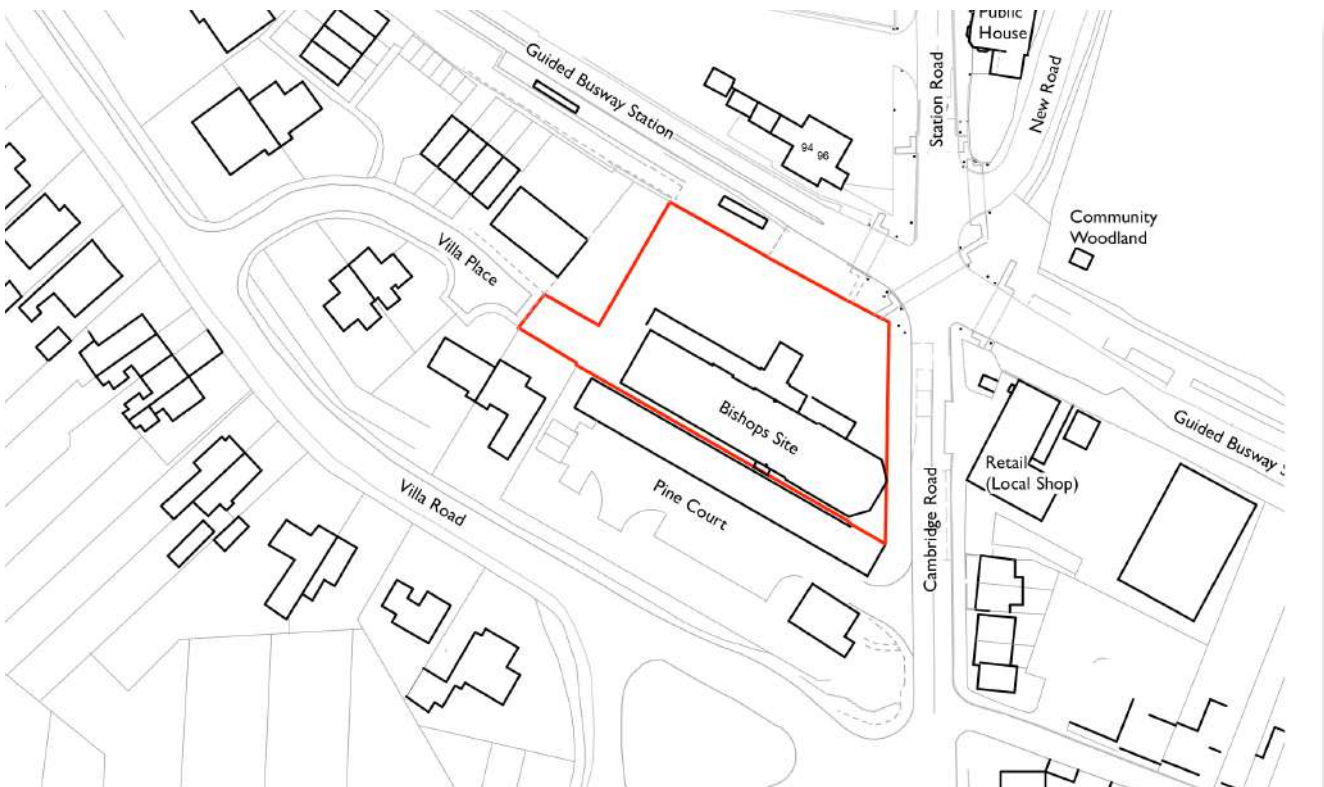 Public
House
Guided Busway Station
Station Road
New Road
94 96
Community
Woodland
Villa Place
Bishops Site
Retail
(Local Shop)
Guided Busway S
Pine Court
Villa Road
Cambridge Road